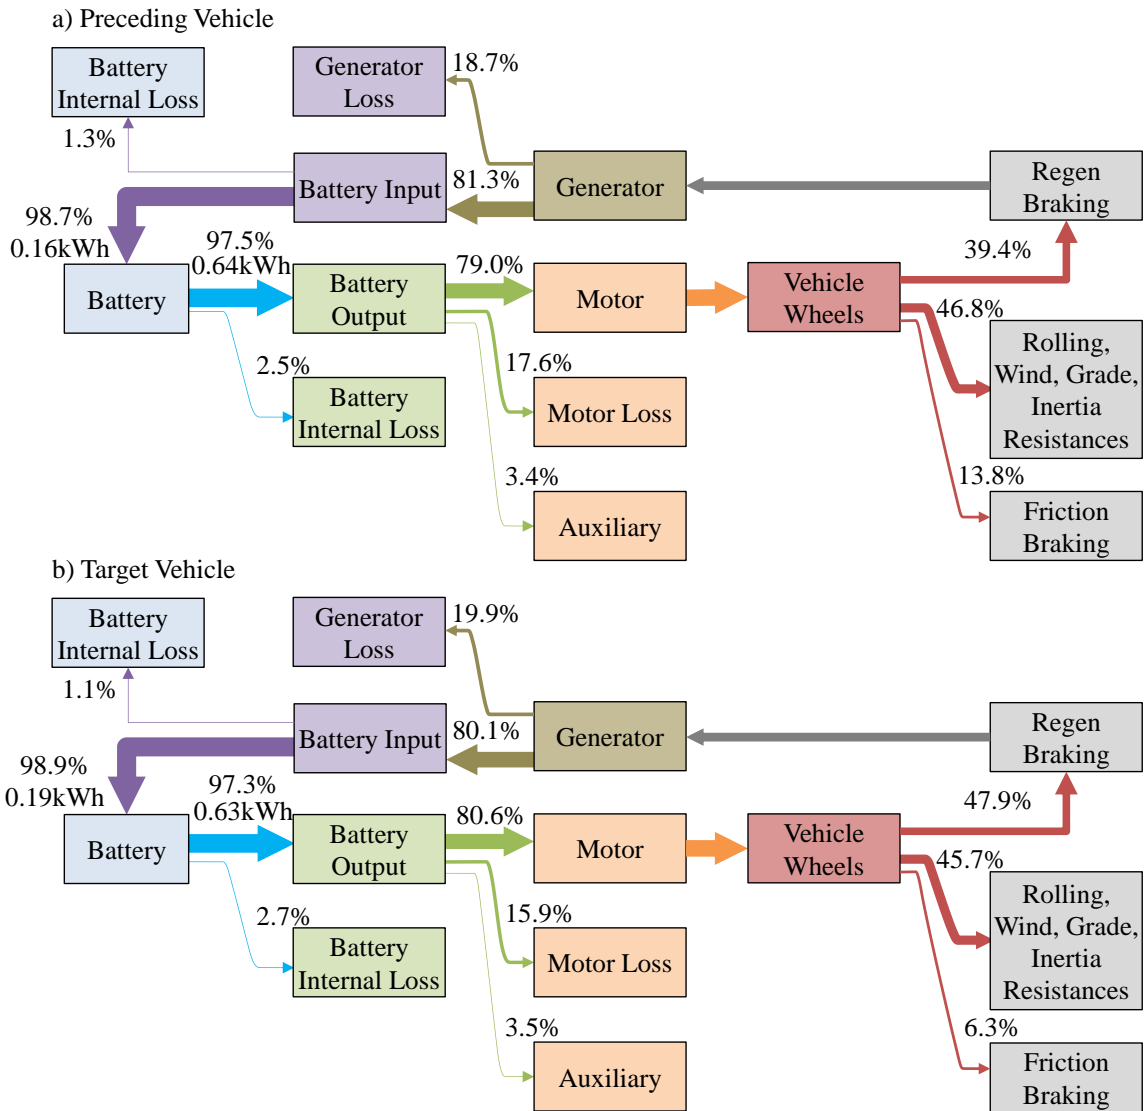 a) Preceding Vehicle
Battery
Internal Loss
1.3%
Generator
Loss
18.7%
Battery Input
81.3%
Generator
Regen
Braking
98.7%
0.16kWh
97.5%
0.64kWh
79.0%
39.4%
Battery
Battery
Output
Motor
Vehicle
Wheels
46.8%
2.5%
17.6%
Rolling,
Wind, Grade,
Inertia
Resistances
Battery
Internal Loss
Motor Loss
3.4%
13.8%
Auxiliary
Friction
Braking
b) Target Vehicle
Battery
Internal Loss
1.1%
Generator
Loss
19.9%
Battery Input
80.1%
Generator
Regen
Braking
98.9%
0.19kWh
97.3%
0.63kWh
80.6%
47.9%
Battery
Battery
Output
Motor
Vehicle
Wheels
45.7%
2.7%
15.9%
Rolling,
Wind, Grade,
Inertia
Resistances
Battery
Internal Loss
Motor Loss
3.5%
6.3%
Auxiliary
Friction
Braking